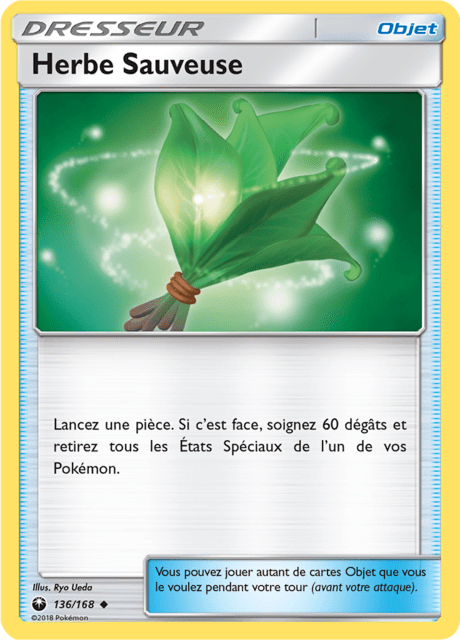 DRESSEUR
Objet
Herbe Sauveuse
Lancez une pièce. Si c'est face, soignez 60 dégâts et
retirez tous les États Spéciaux de l'un de vos
Pokémon.
Vous pouvez jouer autant de cartes Objet que vous
le voulez pendant votre tour (avant votre attaque).
Illus. Ryo Ueda
136/168 ◆
©2018 Pokémon